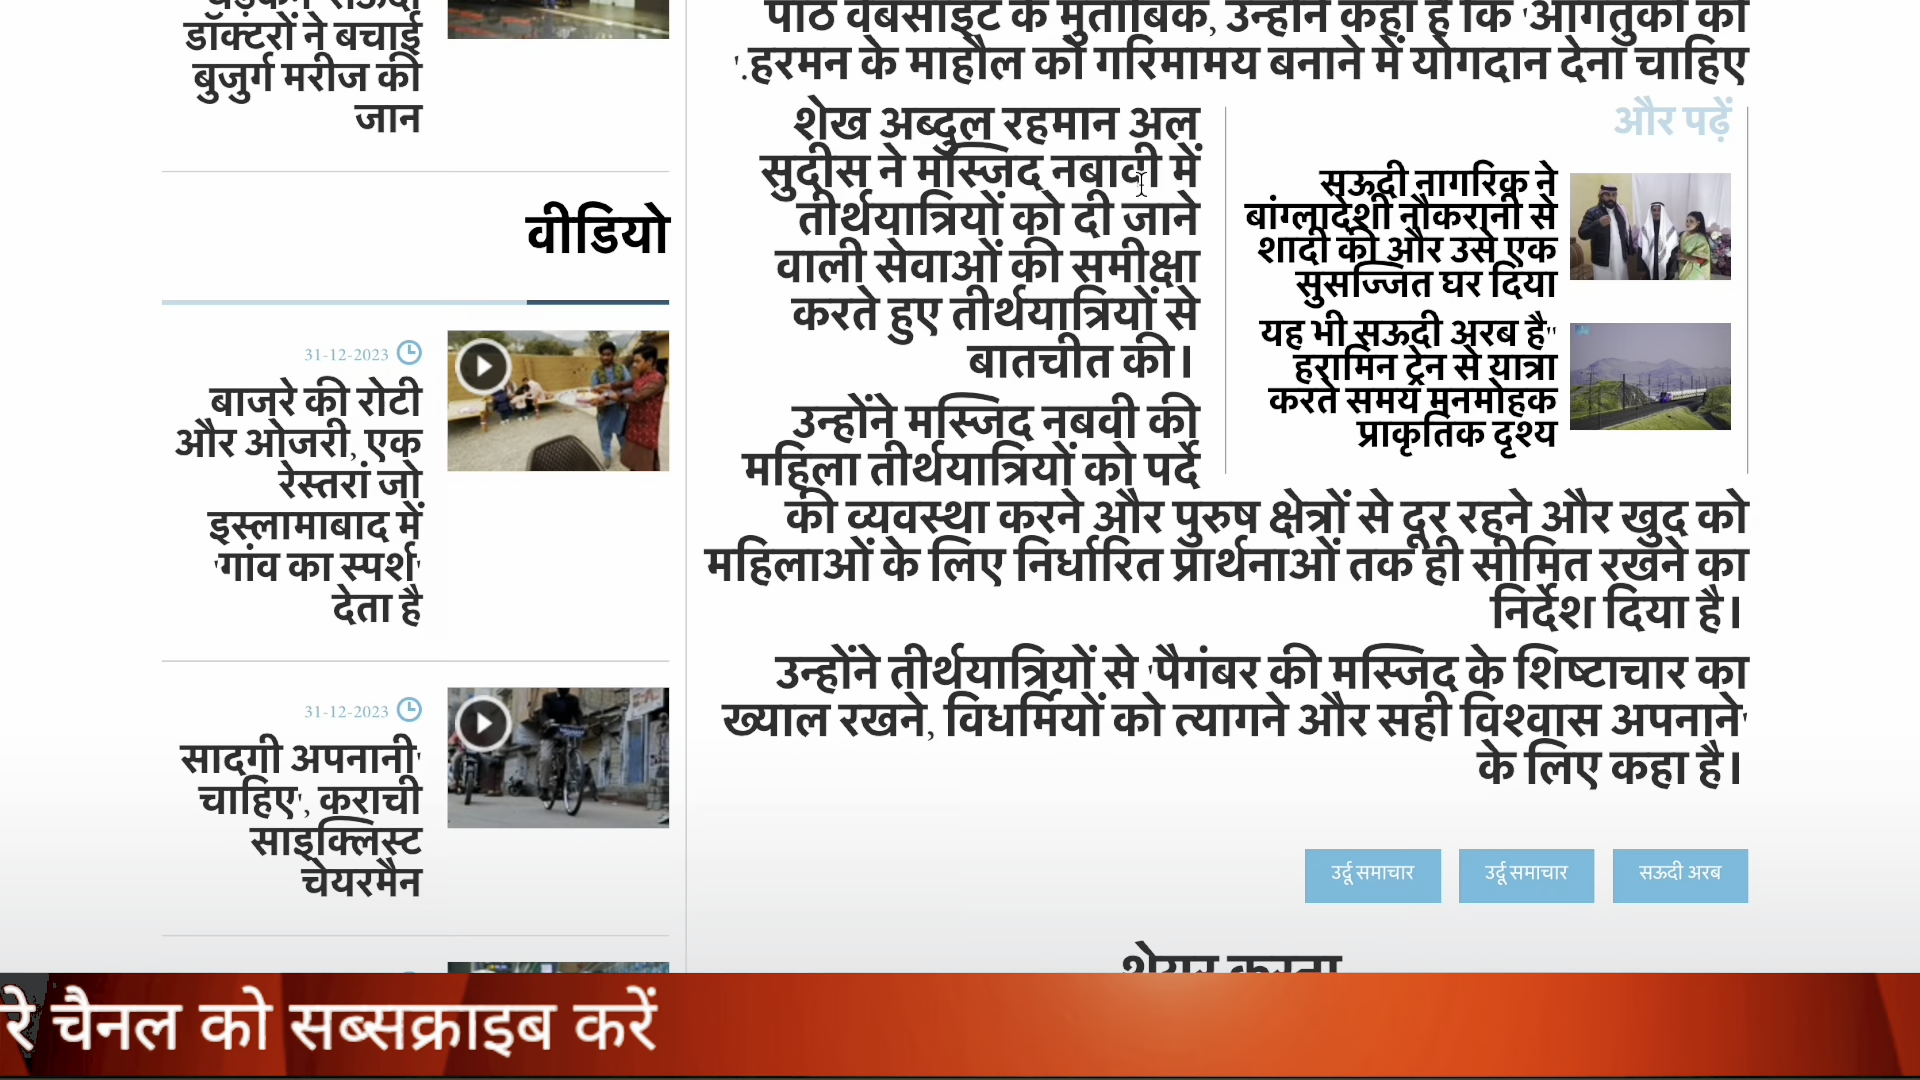 डॉक्टरों ने बचाई
बुजुर्ग मरीज की
जान
वीडियो
31-12-2023
बाजरे की रोटी
और ओजरी, एक
रेस्तरां जो
इस्लामाबाद में
'गांव का स्पर्श'
देता है
31-12-2023
सादगी अपनानी'
चाहिए', कराची
साइक्लिस्ट
चेयरमैन
पाठ वेबसाइट के मुताबिक, उन्होंने कहा है कि 'आगंतुकों को
'.हरमन के माहौल को गरिमामय बनाने में योगदान देना चाहिए
शेख अब्दुल रहमान अल
सुदीस ने मस्जिद नबावी में
तीर्थयात्रियों को दी जाने
वाली सेवाओं की समीक्षा
करते हुए तीर्थयात्रियों से
बातचीत की।
और पढ़ें
सऊदी नागरिक ने
बांग्लादेशी नौकरानी से
शादी की और उसे एक
सुसज्जित घर दिया
यह भी सऊदी अरब है"
हरामिन ट्रेन से यात्रा
करते समय मनमोहक
प्राकृतिक दृश्य
उन्होंने मस्जिद नबवी की
महिला तीर्थयात्रियों को पर्दे
की व्यवस्था करने और पुरुष क्षेत्रों से दूर रहने और खुद को
महिलाओं के लिए निर्धारित प्रार्थनाओं तक ही सीमित रखने का
निर्देश दिया है।
उन्होंने तीर्थयात्रियों से 'पैगंबर की मस्जिद के शिष्टाचार का
ख्याल रखने, विधर्मियों को त्यागने और सही विश्वास अपनाने'
के लिए कहा है।
उर्दू समाचार
उर्दू समाचार
सऊदी अरब
शेयर करना
रे चैनल को सब्सक्राइब करें